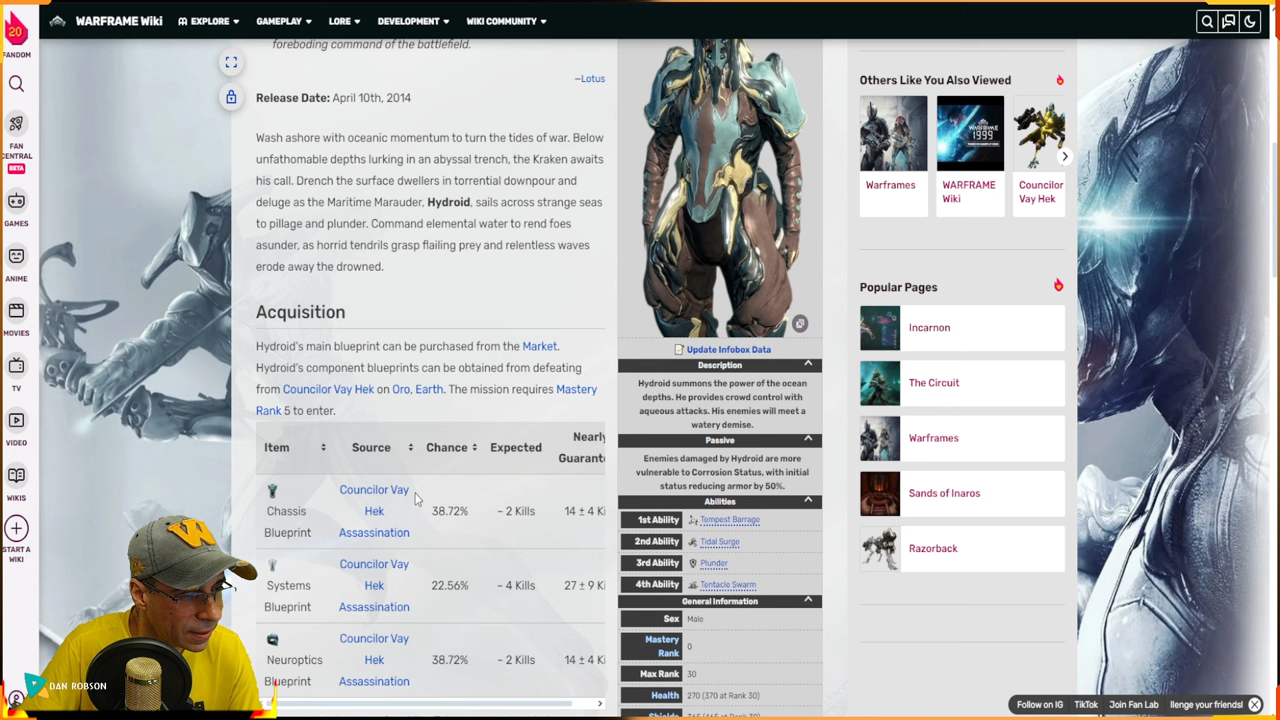 WARFRAME Wiki
EXPLORE
GAMEPLAY
LORE
DEVELOPMENT
WIKI COMMUNITY
20
FANDOM
FAN
CENTRAL
BETA
GAMES
ANIME
MOVIES
TV
VIDEO
WIKIS
START A
WIKI
foreboding command of the battlefield.
–Lotus
Release Date: April 10th, 2014
Wash ashore with oceanic momentum to turn the tides of war. Below
unfathomable depths lurking in an abyssal trench, the Kraken awaits
his call. Drench the surface dwellers in torrential downpour and
deluge as the Maritime Marauder, Hydroid, sails across strange seas
to pillage and plunder. Command elemental water to rend foes
asunder, as horrid tendrils grasp flailing prey and relentless waves
erode away the drowned.
Acquisition
Hydroid's main blueprint can be purchased from the Market.
Hydroid's component blueprints can be obtained from defeating
from Councilor Vay Hek on Oro, Earth. The mission requires Mastery
Rank 5 to enter.
Item Source Chance Expected Nearly
Guarant
Chassis
Blueprint
Councilor Vay
Hek
Assassination
38.72% ~ 2 Kills 14 ± 4 Ki
Systems
Blueprint
Councilor Vay
Hek
Assassination
22.56% ~ 4 Kills 27 ± 9 Ki
Neuroptics
Blueprint
Councilor Vay
Hek
Assassination
38.72% ~ 2 Kills 14 ± 4 Ki
Update Infobox Data
Description
Hydroid summons the power of the ocean
depths. He provides crowd control with
aqueous attacks. His enemies will meet a
watery demise.
Passive
Enemies damaged by Hydroid are more
vulnerable to Corrosion Status, with initial
status reducing armor by 50%.
Abilities
1st Ability Tempest Barrage
2nd Ability Tidal Surge
3rd Ability Plunder
4th Ability Tentacle Swarm
General Information
Sex Male
Mastery
Rank 0
Max Rank 30
Health 270 (370 at Rank 30)
Others Like You Also Viewed
WARFRAME
1999
Warframes
WARFRAME
Wiki
Councilor
Vay Hek
Popular Pages
Incarnon
The Circuit
Warframes
Sands of Inaros
Razorback
Follow on IG TikTok Join Fan Lab llenge your friends!
W
DAN ROBSON